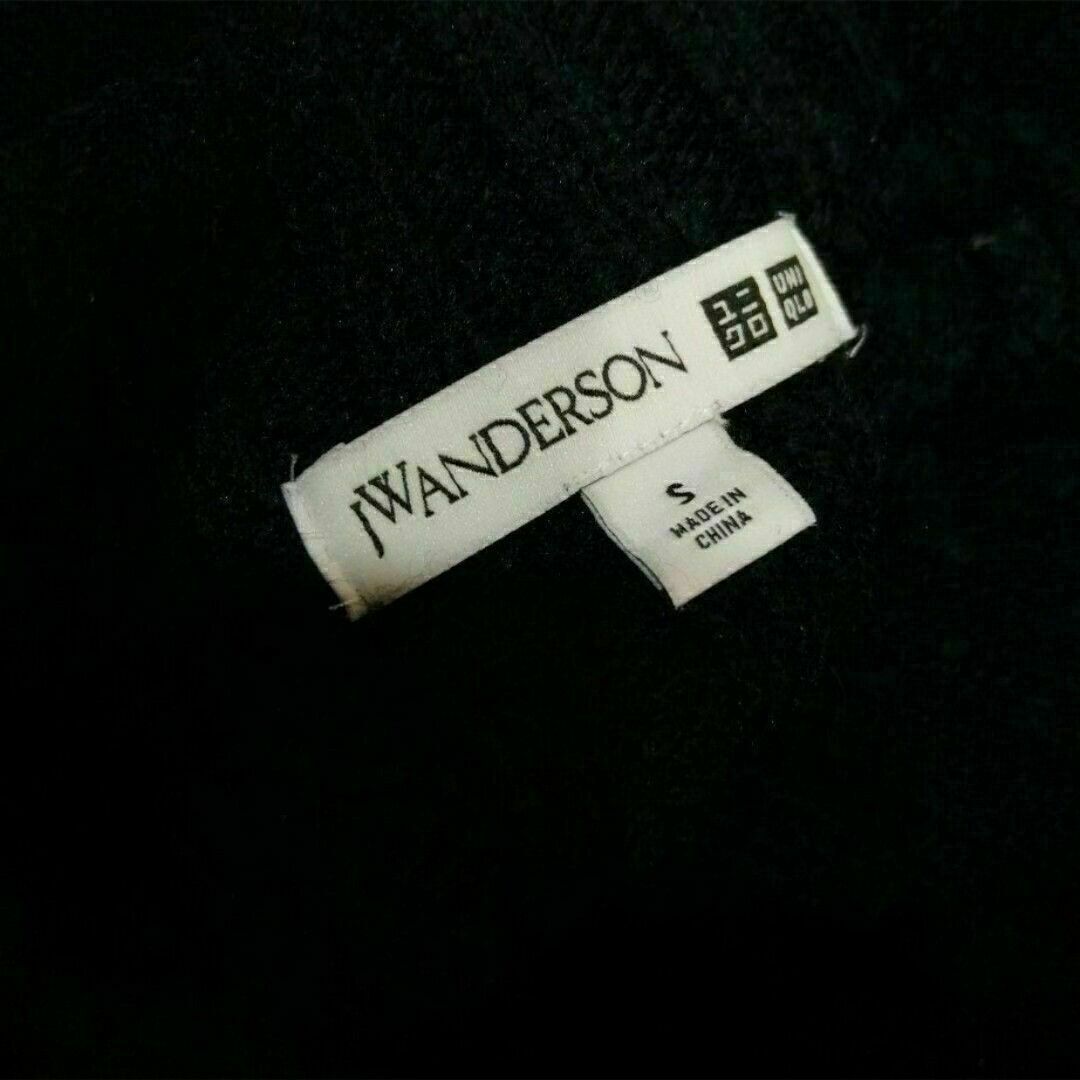 JWANDERSON
ユニ
クロ
UNI
QLO
S
MADE IN
CHINA